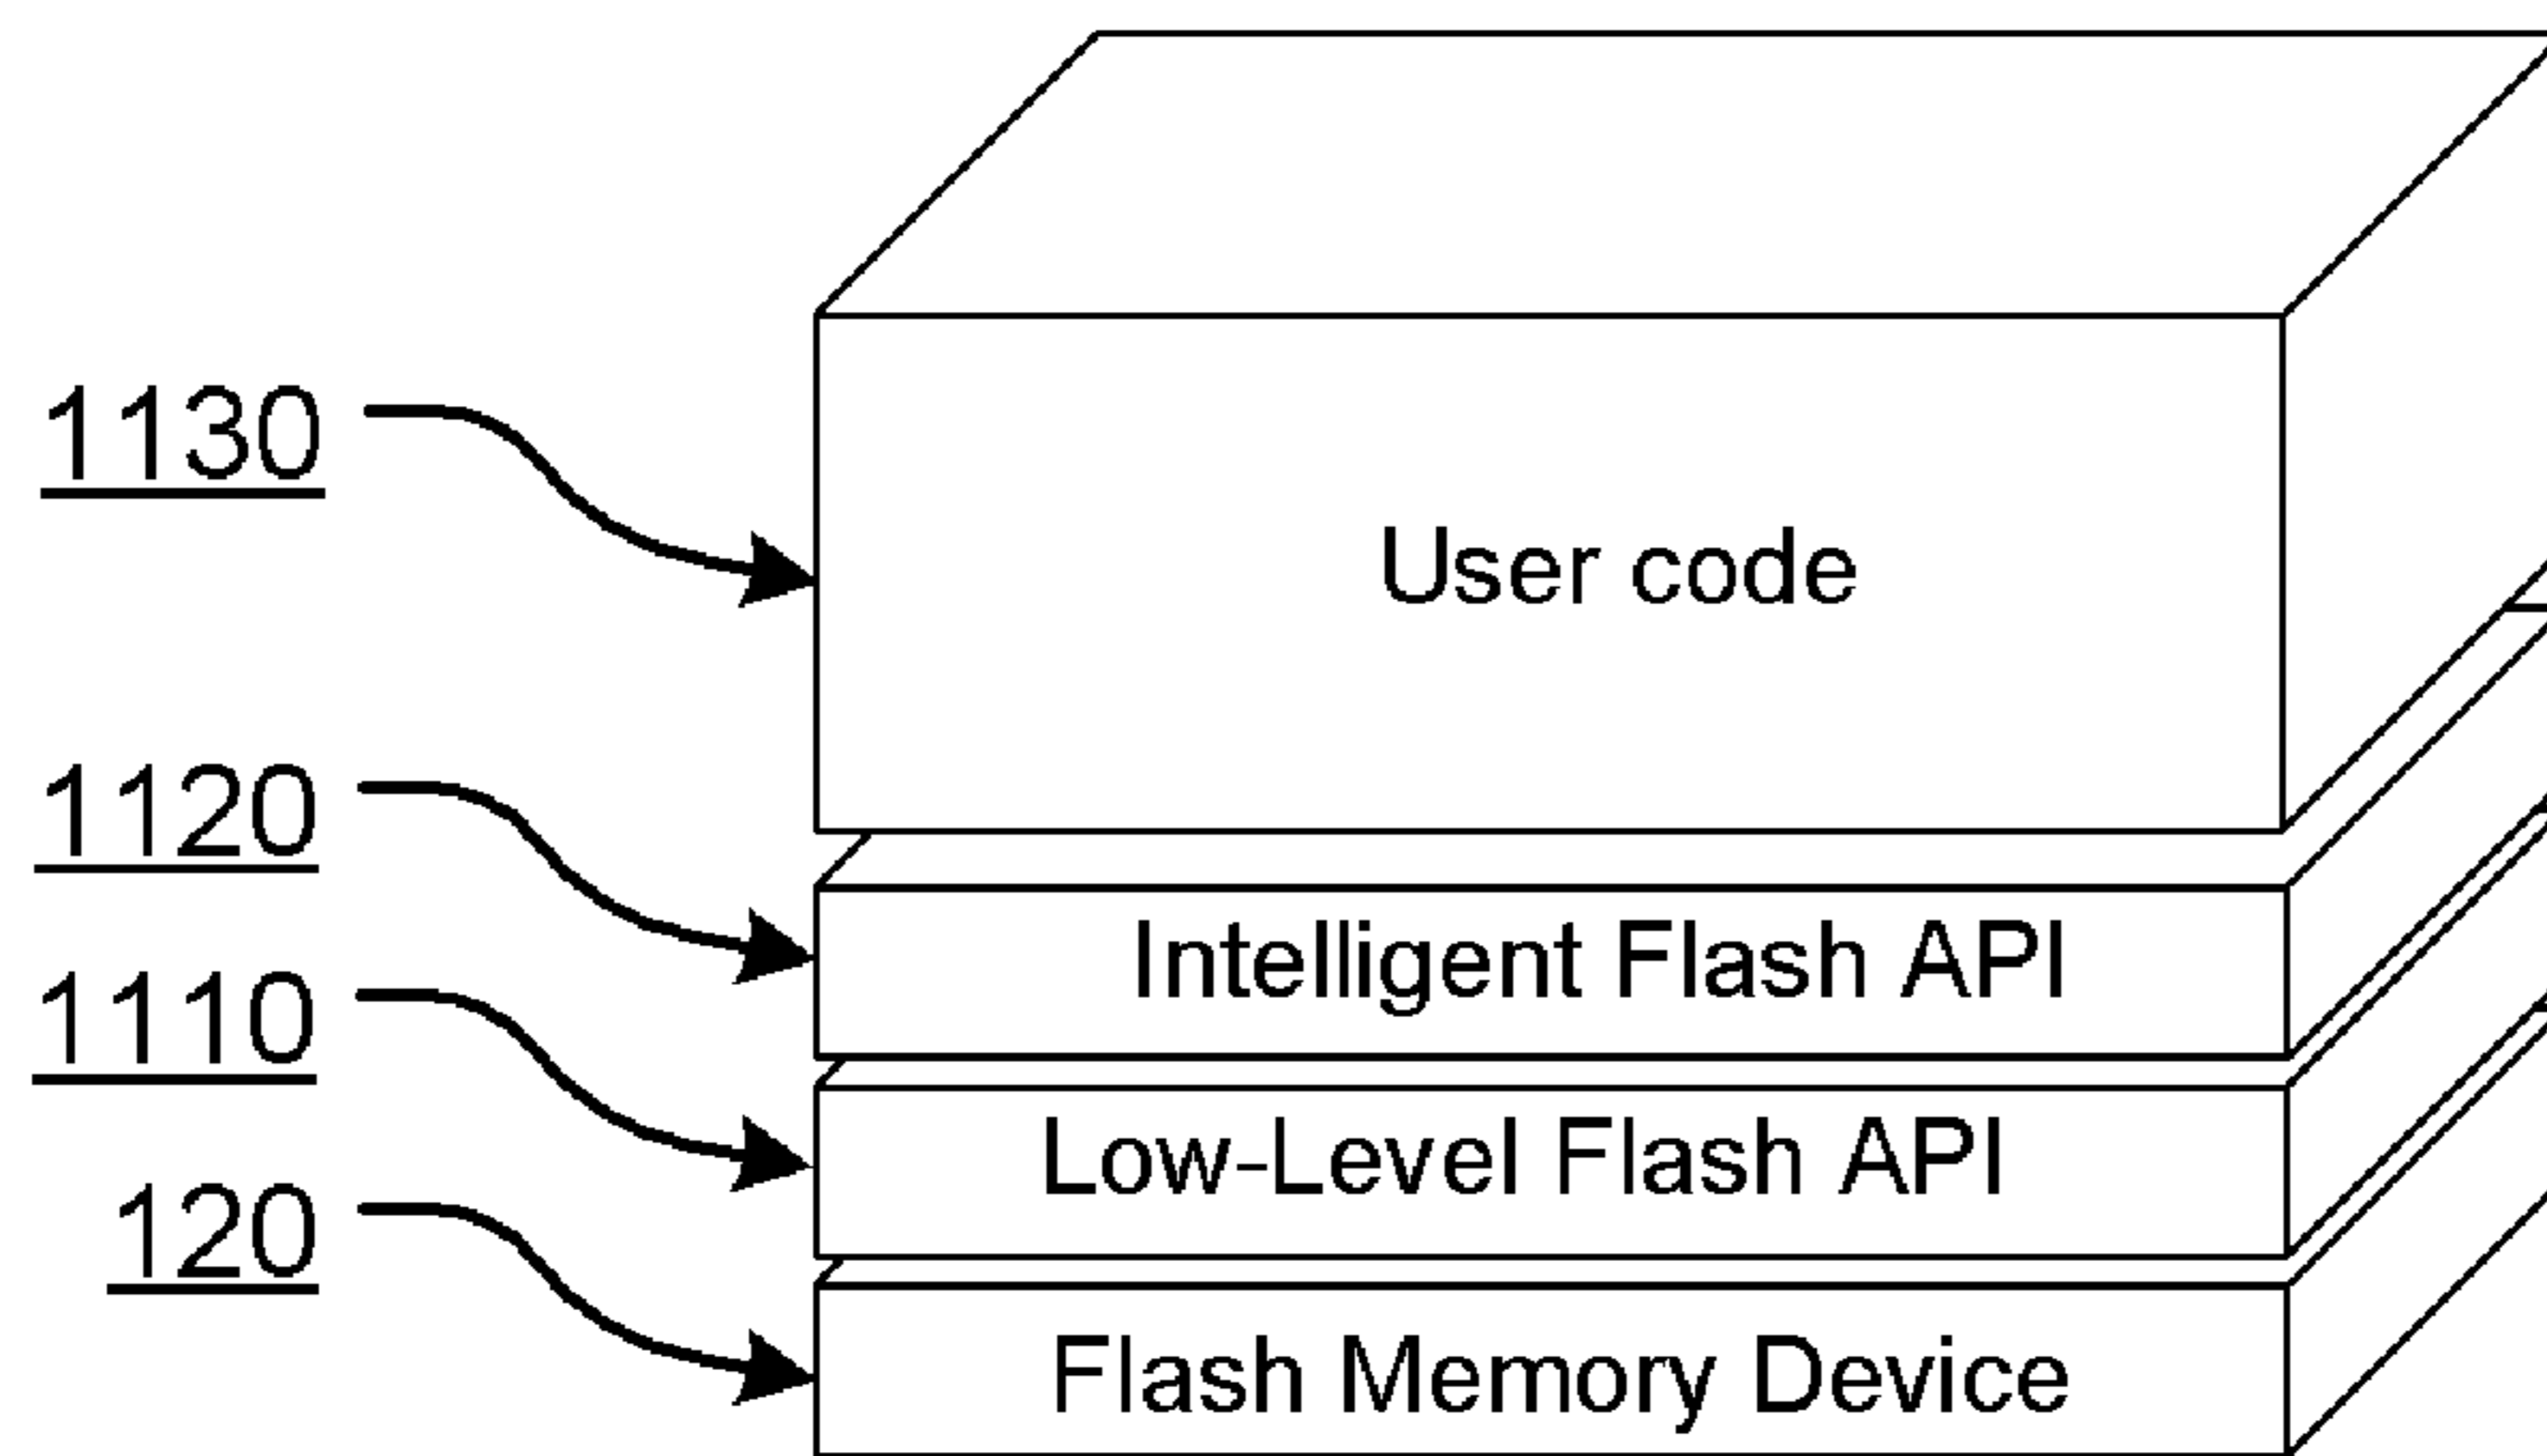 1130
User code
1120
Intelligent Flash API
1110
Low-Level Flash API
120
Flash Memory Device